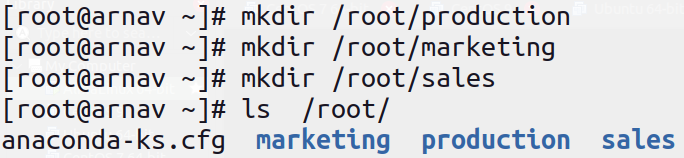 [root@arnav ~]# mkdir /root/production
[root@arnav ~]# mkdir /root/marketing
[root@arnav ~]# mkdir /root/sales
[root@arnav ~]# ls  /root/
anaconda-ks.cfg  marketing  production  sales